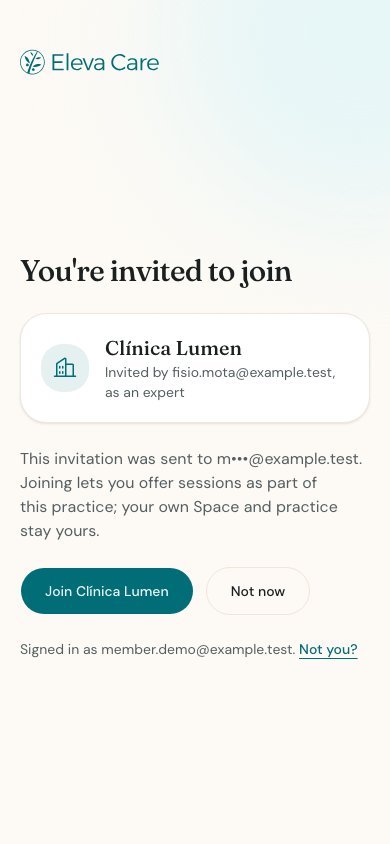 Eleva Care
You're invited to join
Clínica Lumen
Invited by fisio.mota@example.test,
as an expert
This invitation was sent to m•••@example.test.
Joining lets you offer sessions as part of
this practice; your own Space and practice
stay yours.
Join Clínica Lumen
Not now
Signed in as member.demo@example.test. Not you?